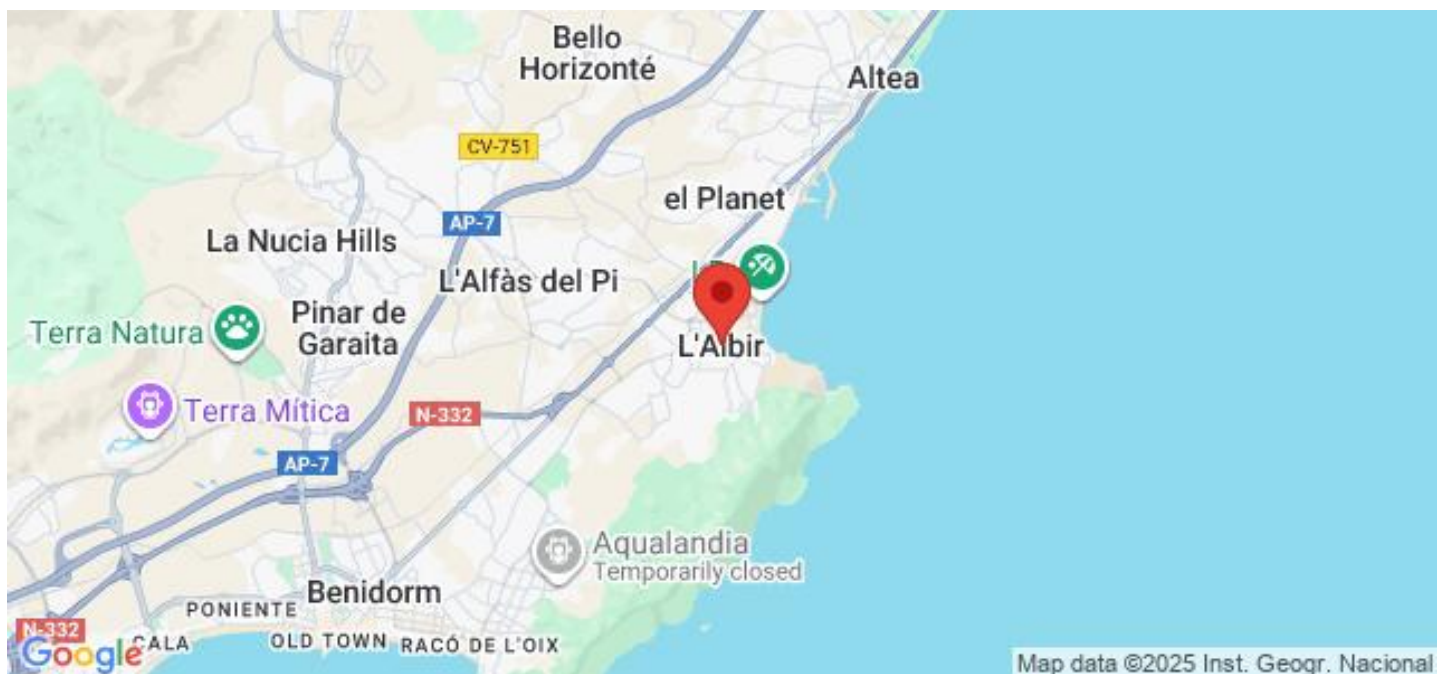 Bello
Horizonté
Altea
CV-751
el Planet
AP-7
La Nucia Hills
L'Alfàs del Pi
Pinar de
Garaita
Terra Natura
L'Albir
Terra Mítica
N-332
AP-7
Aqualandia
Temporarily closed
Benidorm
PONIENTE
N-332
CALA
OLD TOWN
RACÓ DE L'OIX
Google
Map data ©2025 Inst. Geogr. Nacional